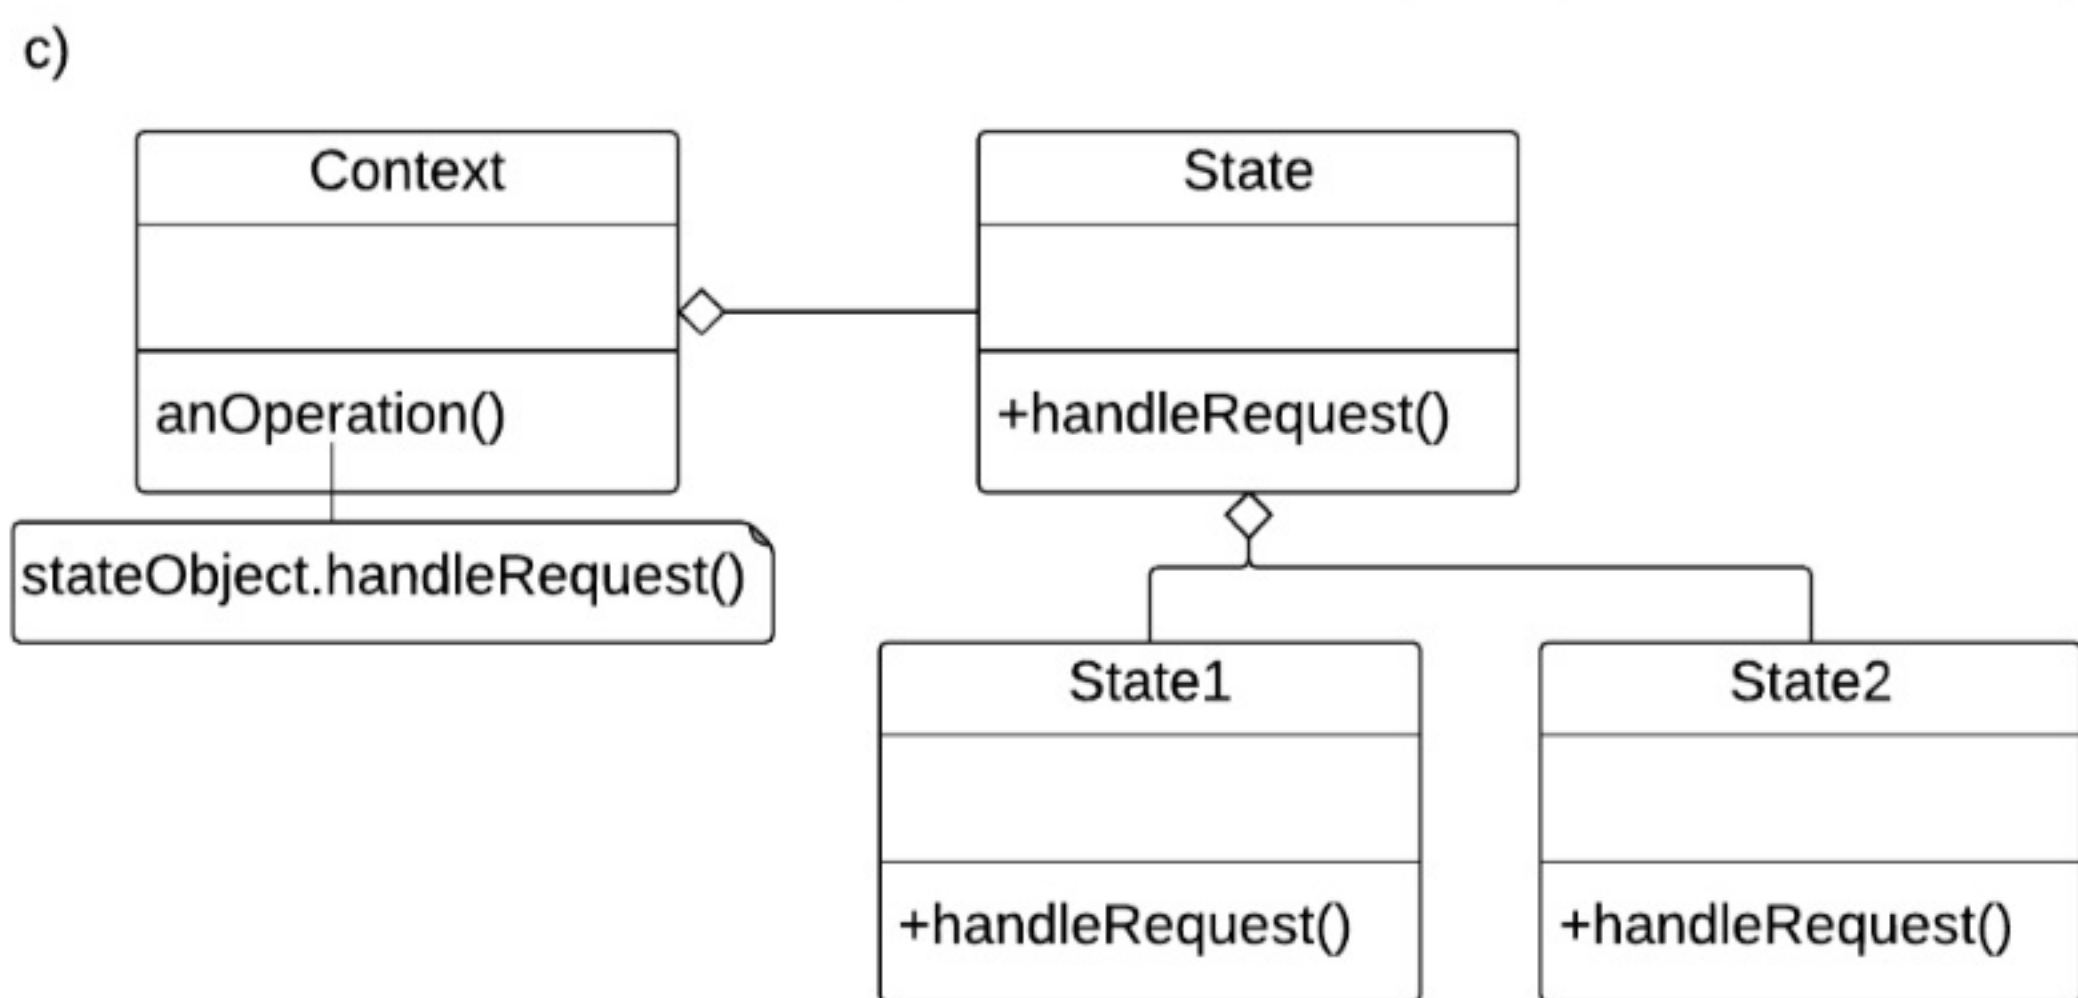 c)
Context
State
anOperation()
+handleRequest()
stateObject.handleRequest()
State1
State2
+handleRequest()
+handleRequest()